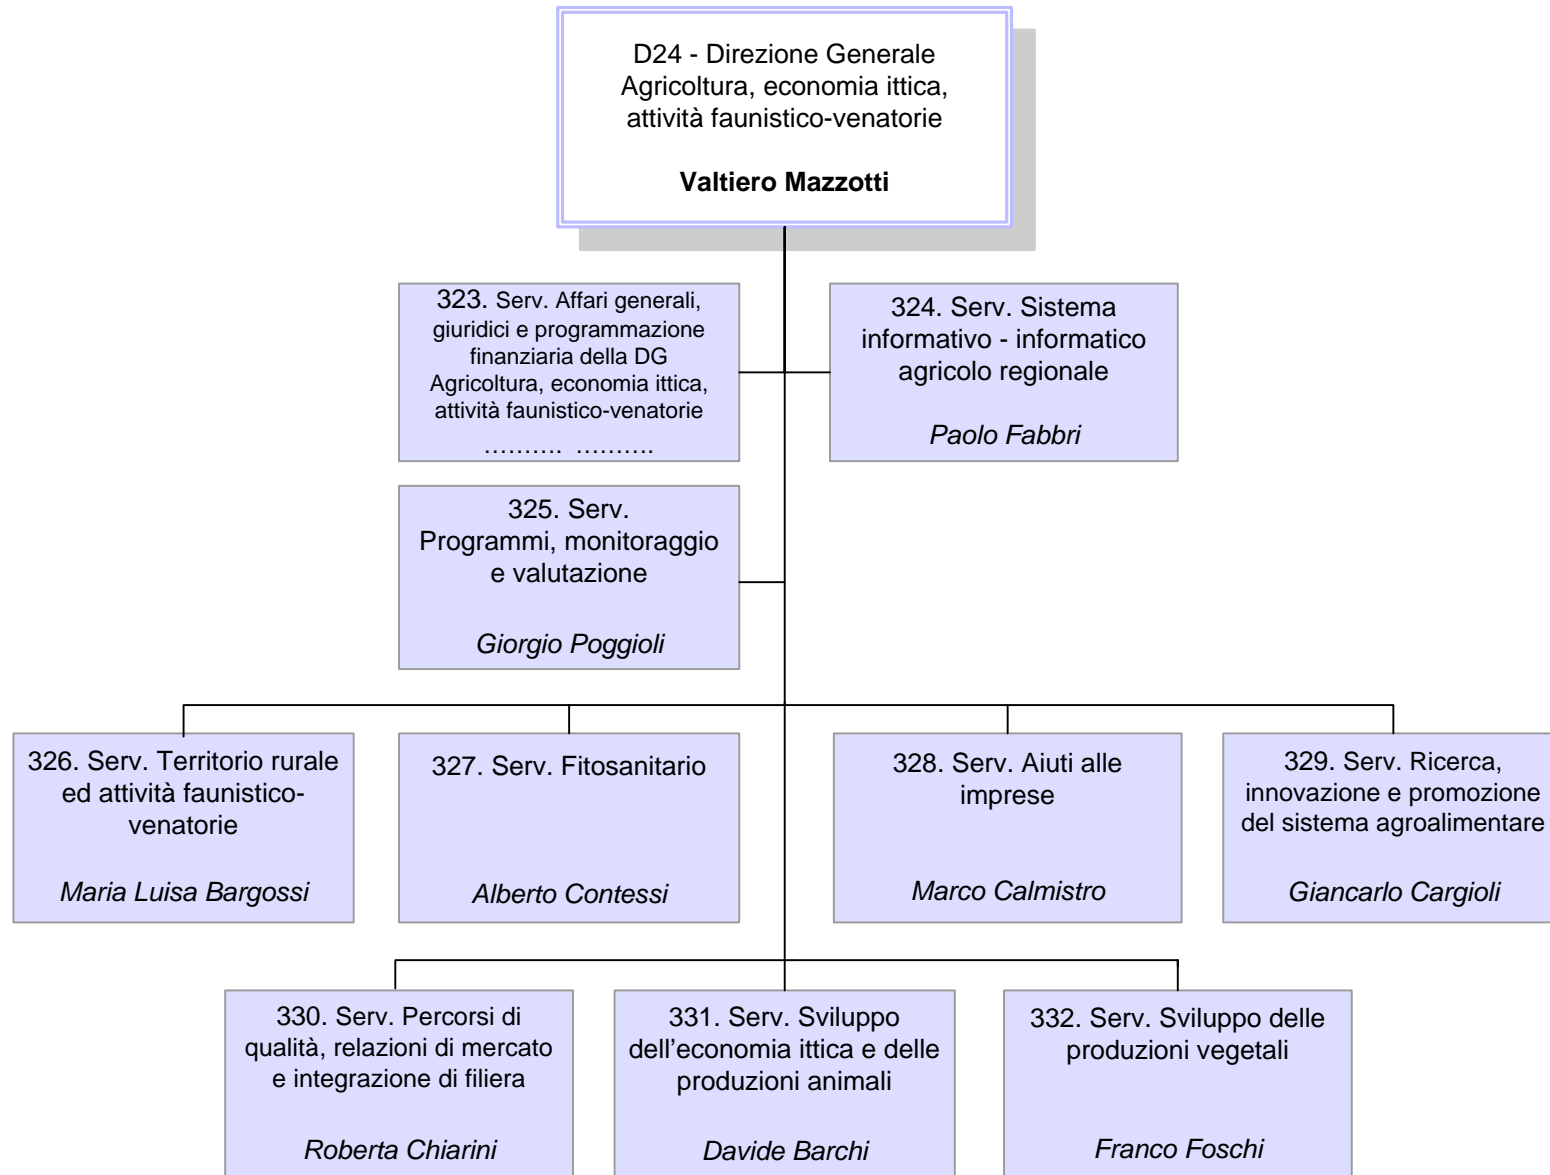 D24 - Direzione Generale
Agricoltura, economia ittica,
attività faunistico-venatorie
Valtiero Mazzotti
323. Serv. Affari generali,
giuridici e programmazione
finanziaria della DG
Agricoltura, economia ittica,
attività faunistico-venatorie
………. ……….
324. Serv. Sistema
informativo - informatico
agricolo regionale
Paolo Fabbri
325. Serv.
Programmi, monitoraggio
e valutazione
Giorgio Poggioli
326. Serv. Territorio rurale
ed attività faunistico-
venatorie
Maria Luisa Bargossi
327. Serv. Fitosanitario
Alberto Contessi
328. Serv. Aiuti alle
imprese
Marco Calmistro
329. Serv. Ricerca,
innovazione e promozione
del sistema agroalimentare
Giancarlo Cargioli
330. Serv. Percorsi di
qualità, relazioni di mercato
e integrazione di filiera
Roberta Chiarini
331. Serv. Sviluppo
dell’economia ittica e delle
produzioni animali
Davide Barchi
332. Serv. Sviluppo delle
produzioni vegetali
Franco Foschi